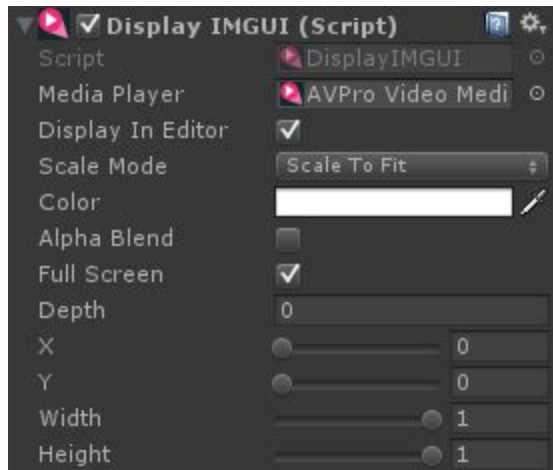 Display IMGUI (Script)
Script DisplayIMGUI
Media Player AVPro Video Medi
Display In Editor
Scale Mode Scale To Fit
Color
Alpha Blend
Full Screen
Depth 0
X 0
Y 0
Width 1
Height 1